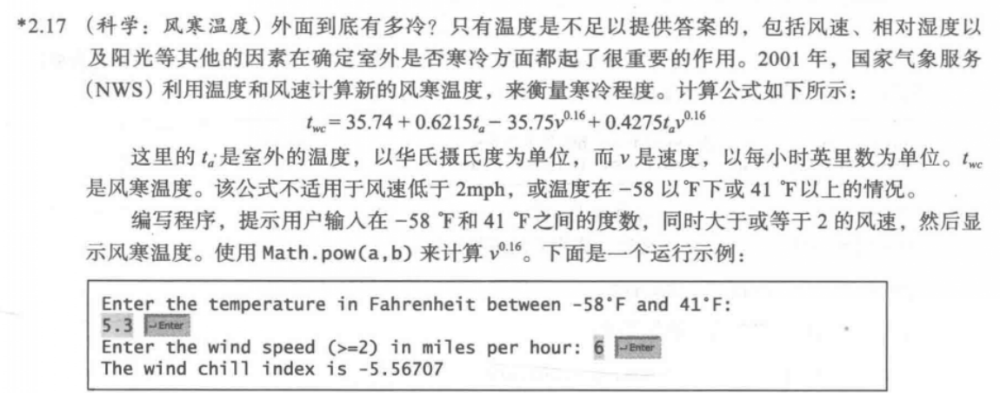 *2.17 （科学：风寒温度）外面到底有多冷？只有温度是不足以提供答案的，包括风速、相对湿度以
及阳光等其他的因素在确定室外是否寒冷方面都起了很重要的作用。2001 年，国家气象服务
（NWS）利用温度和风速计算新的风寒温度，来衡量寒冷程度。计算公式如下所示：
t_wc = 35.74 + 0.6215t_a − 35.75v^0.16 + 0.4275t_a v^0.16
这里的 t_a 是室外的温度，以华氏摄氏度为单位，而 v 是速度，以每小时英里数为单位。t_wc
是风寒温度。该公式不适用于风速低于 2mph，或温度在 −58 以 ℉下或 41 ℉以上的情况。
编写程序，提示用户输入在 −58 ℉和 41 ℉之间的度数，同时大于或等于 2 的风速，然后显
示风寒温度。使用 Math.pow(a,b) 来计算 v^0.16。下面是一个运行示例：
Enter the temperature in Fahrenheit between -58°F and 41°F:
5.3 ↵Enter
Enter the wind speed (>=2) in miles per hour: 6 ↵Enter
The wind chill index is -5.56707